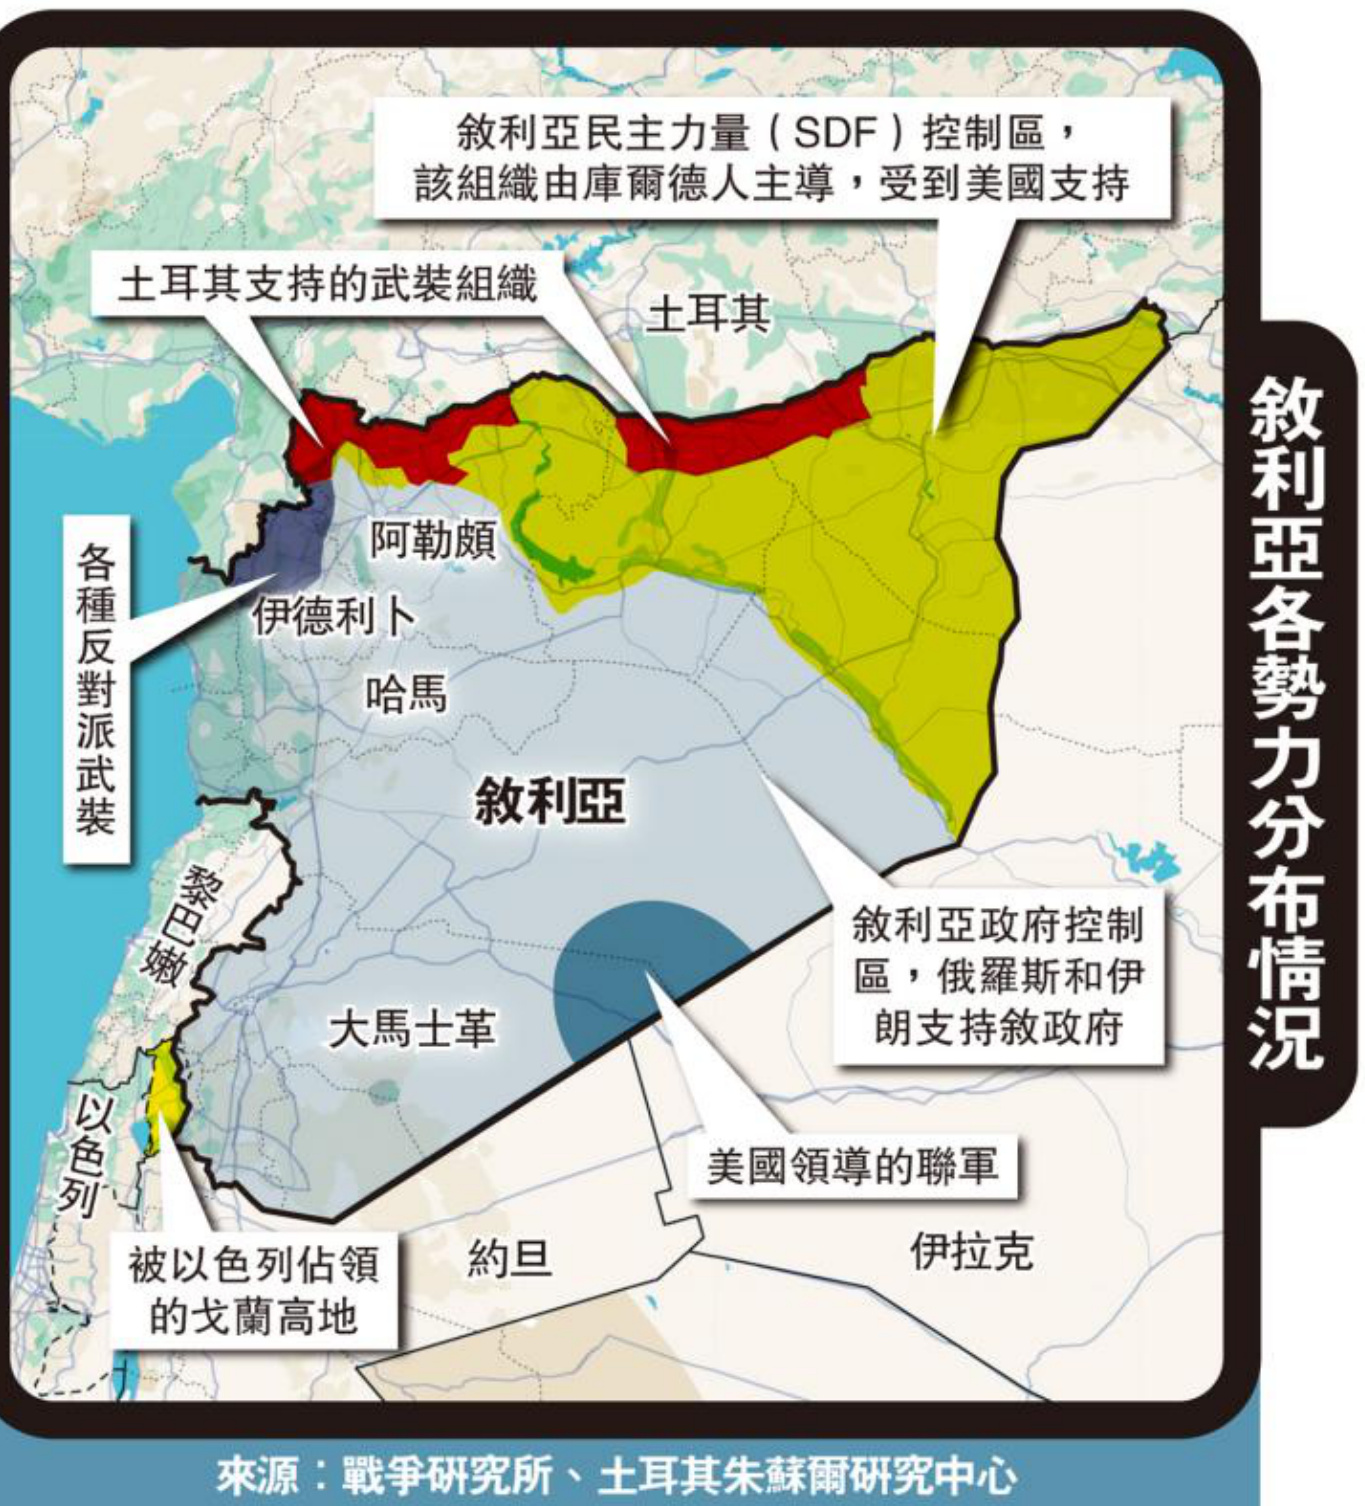 敘利亞各勢力分布情況
敘利亞民主力量(SDF)控制區，
該組織由庫爾德人主導，受到美國支持
土耳其支持的武裝組織
土耳其
各種反對派武裝
阿勒頗
伊德利卜
哈馬
敘利亞
黎巴嫩
敘利亞政府控制
區，俄羅斯和伊
朗支持敘政府
大馬士革
以色列
美國領導的聯軍
被以色列佔領
的戈蘭高地
約旦
伊拉克
來源：戰爭研究所、土耳其朱蘇爾研究中心